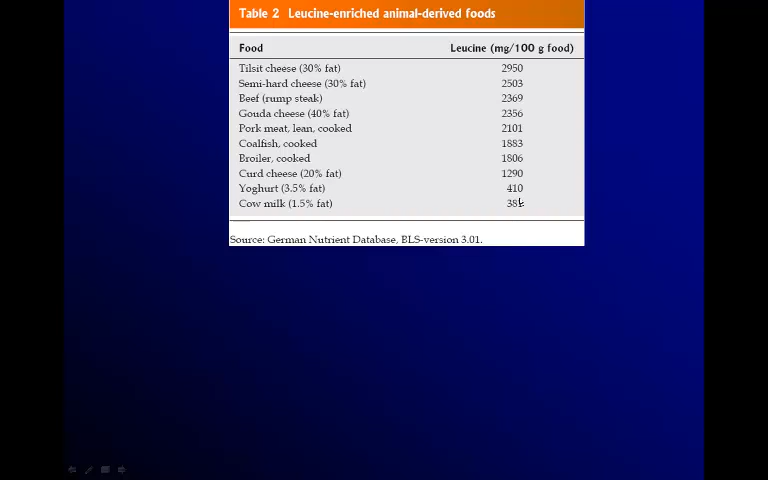 Table 2 Leucine-enriched animal-derived foods
Food Leucine (mg/100 g food)
Tilsit cheese (30% fat) 2950
Semi-hard cheese (30% fat) 2503
Beef (rump steak) 2369
Gouda cheese (40% fat) 2356
Pork meat, lean, cooked 2101
Coalfish, cooked 1883
Broiler, cooked 1806
Curd cheese (20% fat) 1290
Yoghurt (3.5% fat) 410
Cow milk (1.5% fat)
Source: German Nutrient Database, BLS-version 3.01.